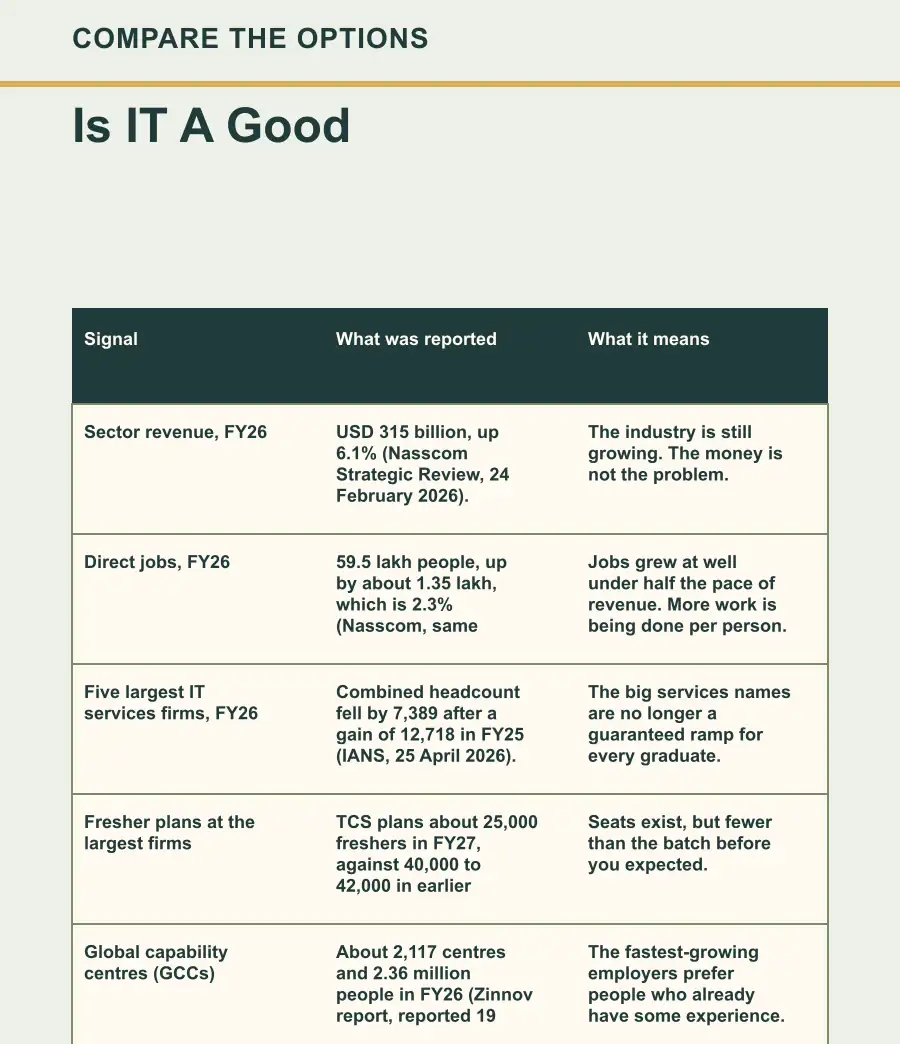 COMPARE THE OPTIONS
Is IT A Good
Signal
What was reported
What it means
Sector revenue, FY26
USD 315 billion, up
6.1% (Nasscom
Strategic Review, 24
February 2026).
The industry is still
growing. The money is
not the problem.
Direct jobs, FY26
59.5 lakh people, up
by about 1.35 lakh,
which is 2.3%
(Nasscom, same
Jobs grew at well
under half the pace of
revenue. More work is
being done per person.
Five largest IT
services firms, FY26
Combined headcount
fell by 7,389 after a
gain of 12,718 in FY25
(IANS, 25 April 2026).
The big services names
are no longer a
guaranteed ramp for
every graduate.
Fresher plans at the
largest firms
TCS plans about 25,000
freshers in FY27,
against 40,000 to
42,000 in earlier
Seats exist, but fewer
than the batch before
you expected.
Global capability
centres (GCCs)
About 2,117 centres
and 2.36 million
people in FY26 (Zinnov
report, reported 19
The fastest-growing
employers prefer
people who already
have some experience.